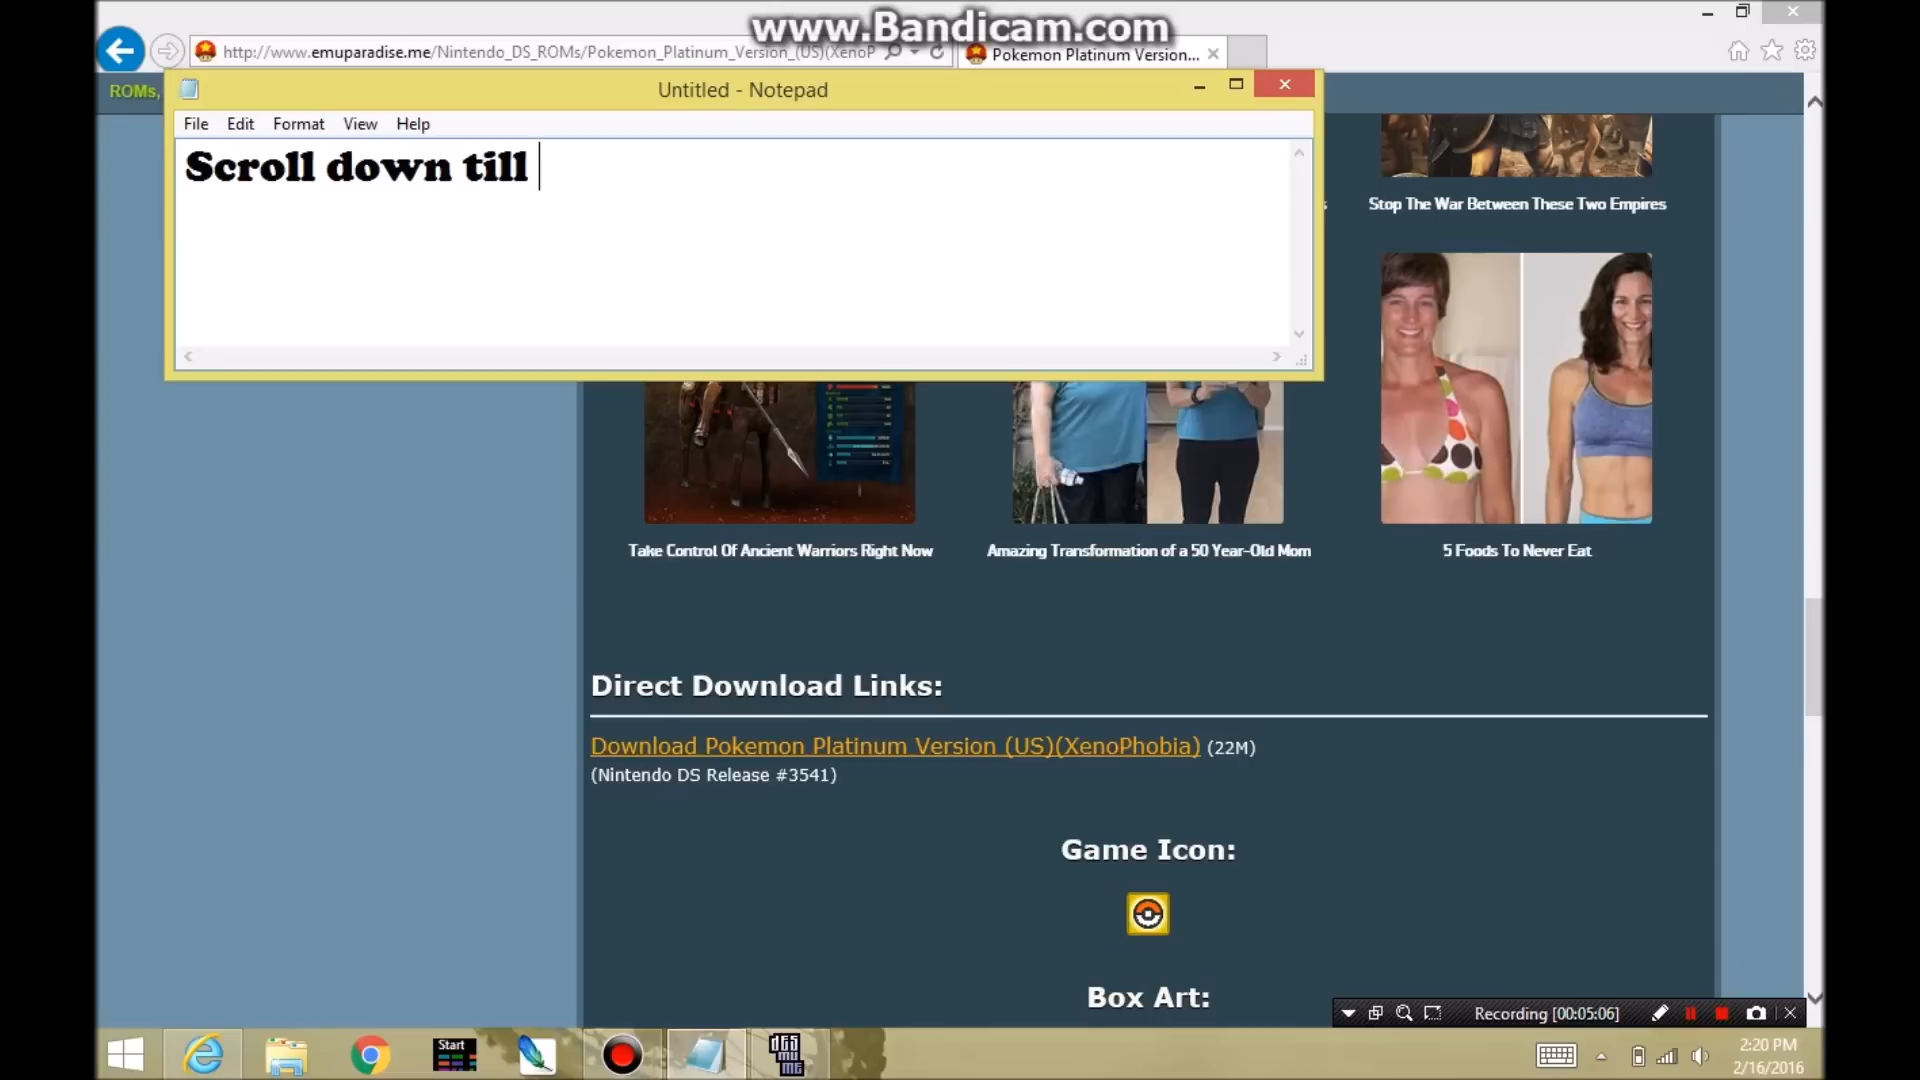 www.Bandicam.com
http://www.emuparadise.me/Nintendo_DS_ROMs/Pokemon_Platinum_Version_(US)(XenoP
Pokemon Platinum Version...
ROMs,
Untitled - Notepad
File Edit Format View Help
Scroll down till
Stop The War Between These Two Empires
Take Control Of Ancient Warriors Right Now
Amazing Transformation of a 50 Year-Old Mom
5 Foods To Never Eat
Direct Download Links:
Download Pokemon Platinum Version (US)(XenoPhobia) (22M)
(Nintendo DS Release #3541)
Game Icon:
Box Art:
Recording [00:05:06]
Start
DeS
mu
mE
2:20 PM
2/16/2016